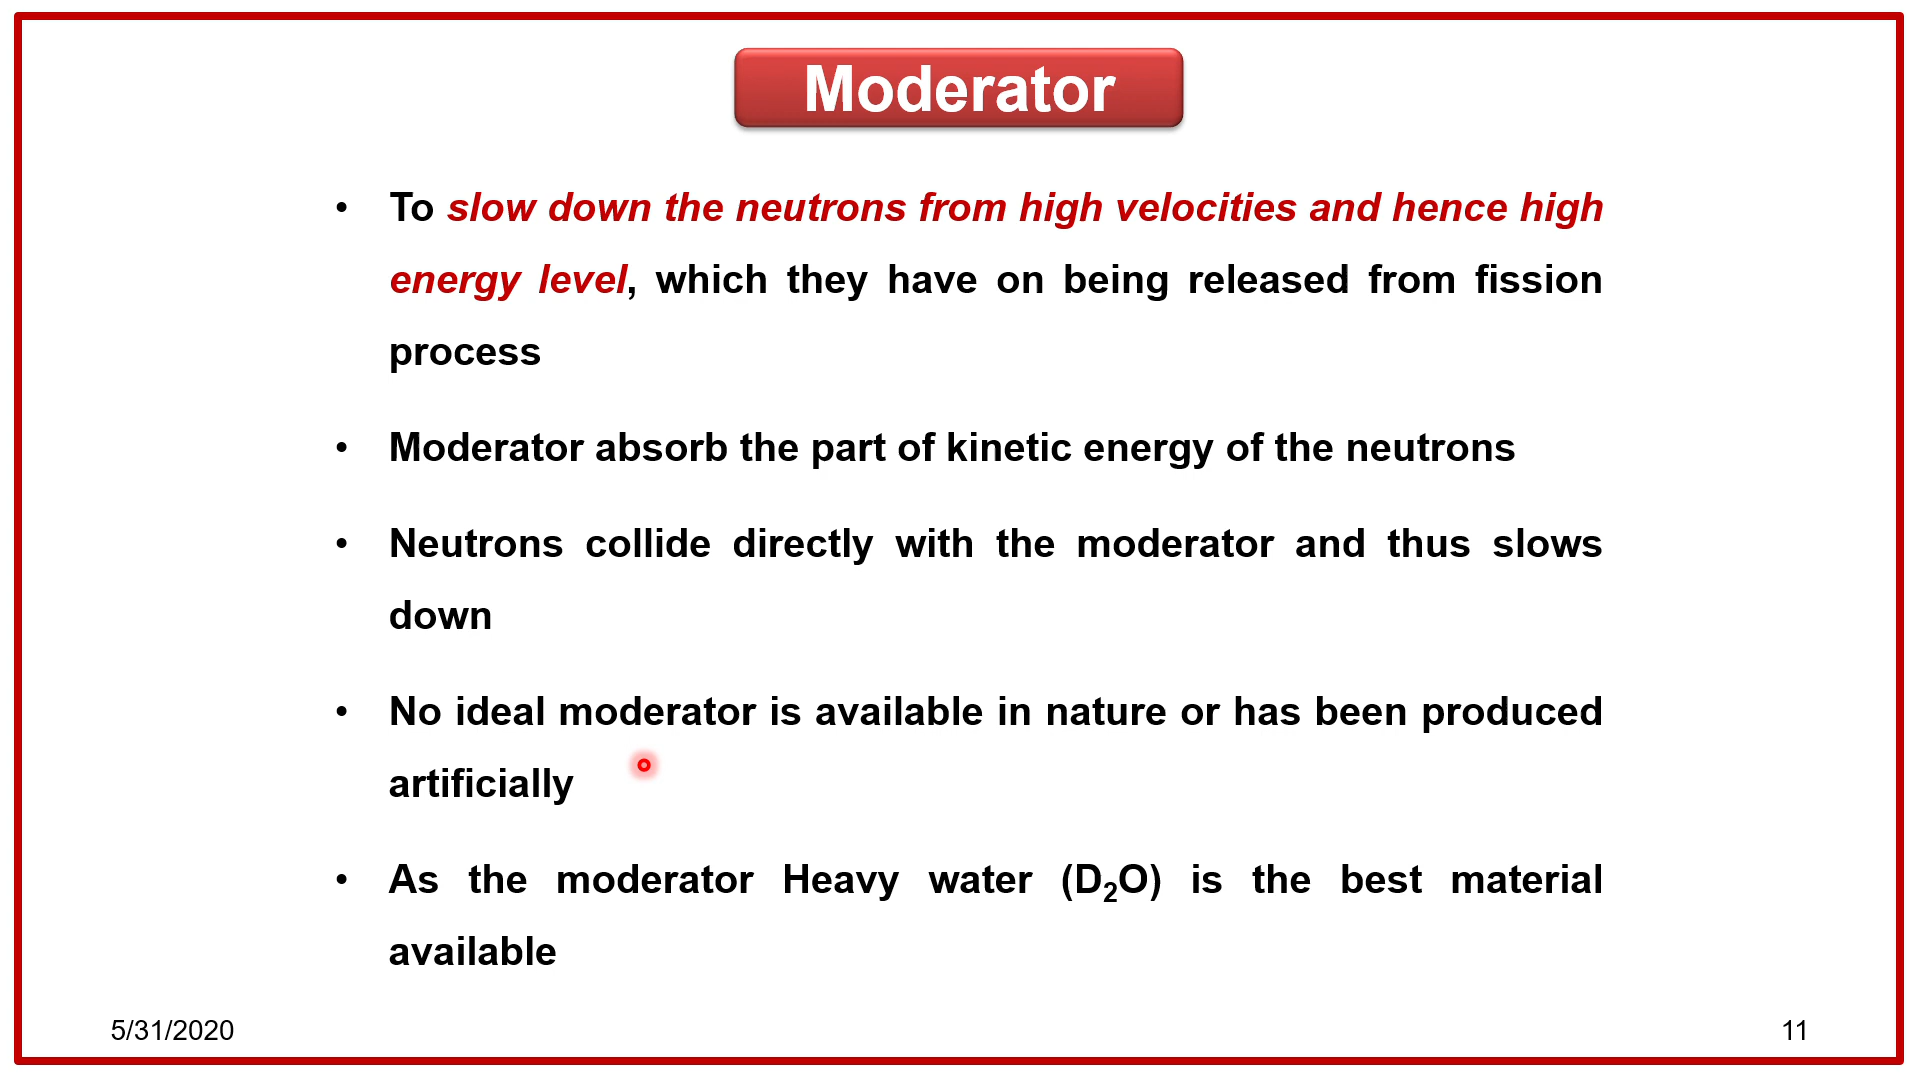 Moderator
• To slow down the neutrons from high velocities and hence high
energy level, which they have on being released from fission
process
• Moderator absorb the part of kinetic energy of the neutrons
• Neutrons collide directly with the moderator and thus slows
down
• No ideal moderator is available in nature or has been produced
artificially
• As the moderator Heavy water (D₂O) is the best material
available
5/31/2020
11